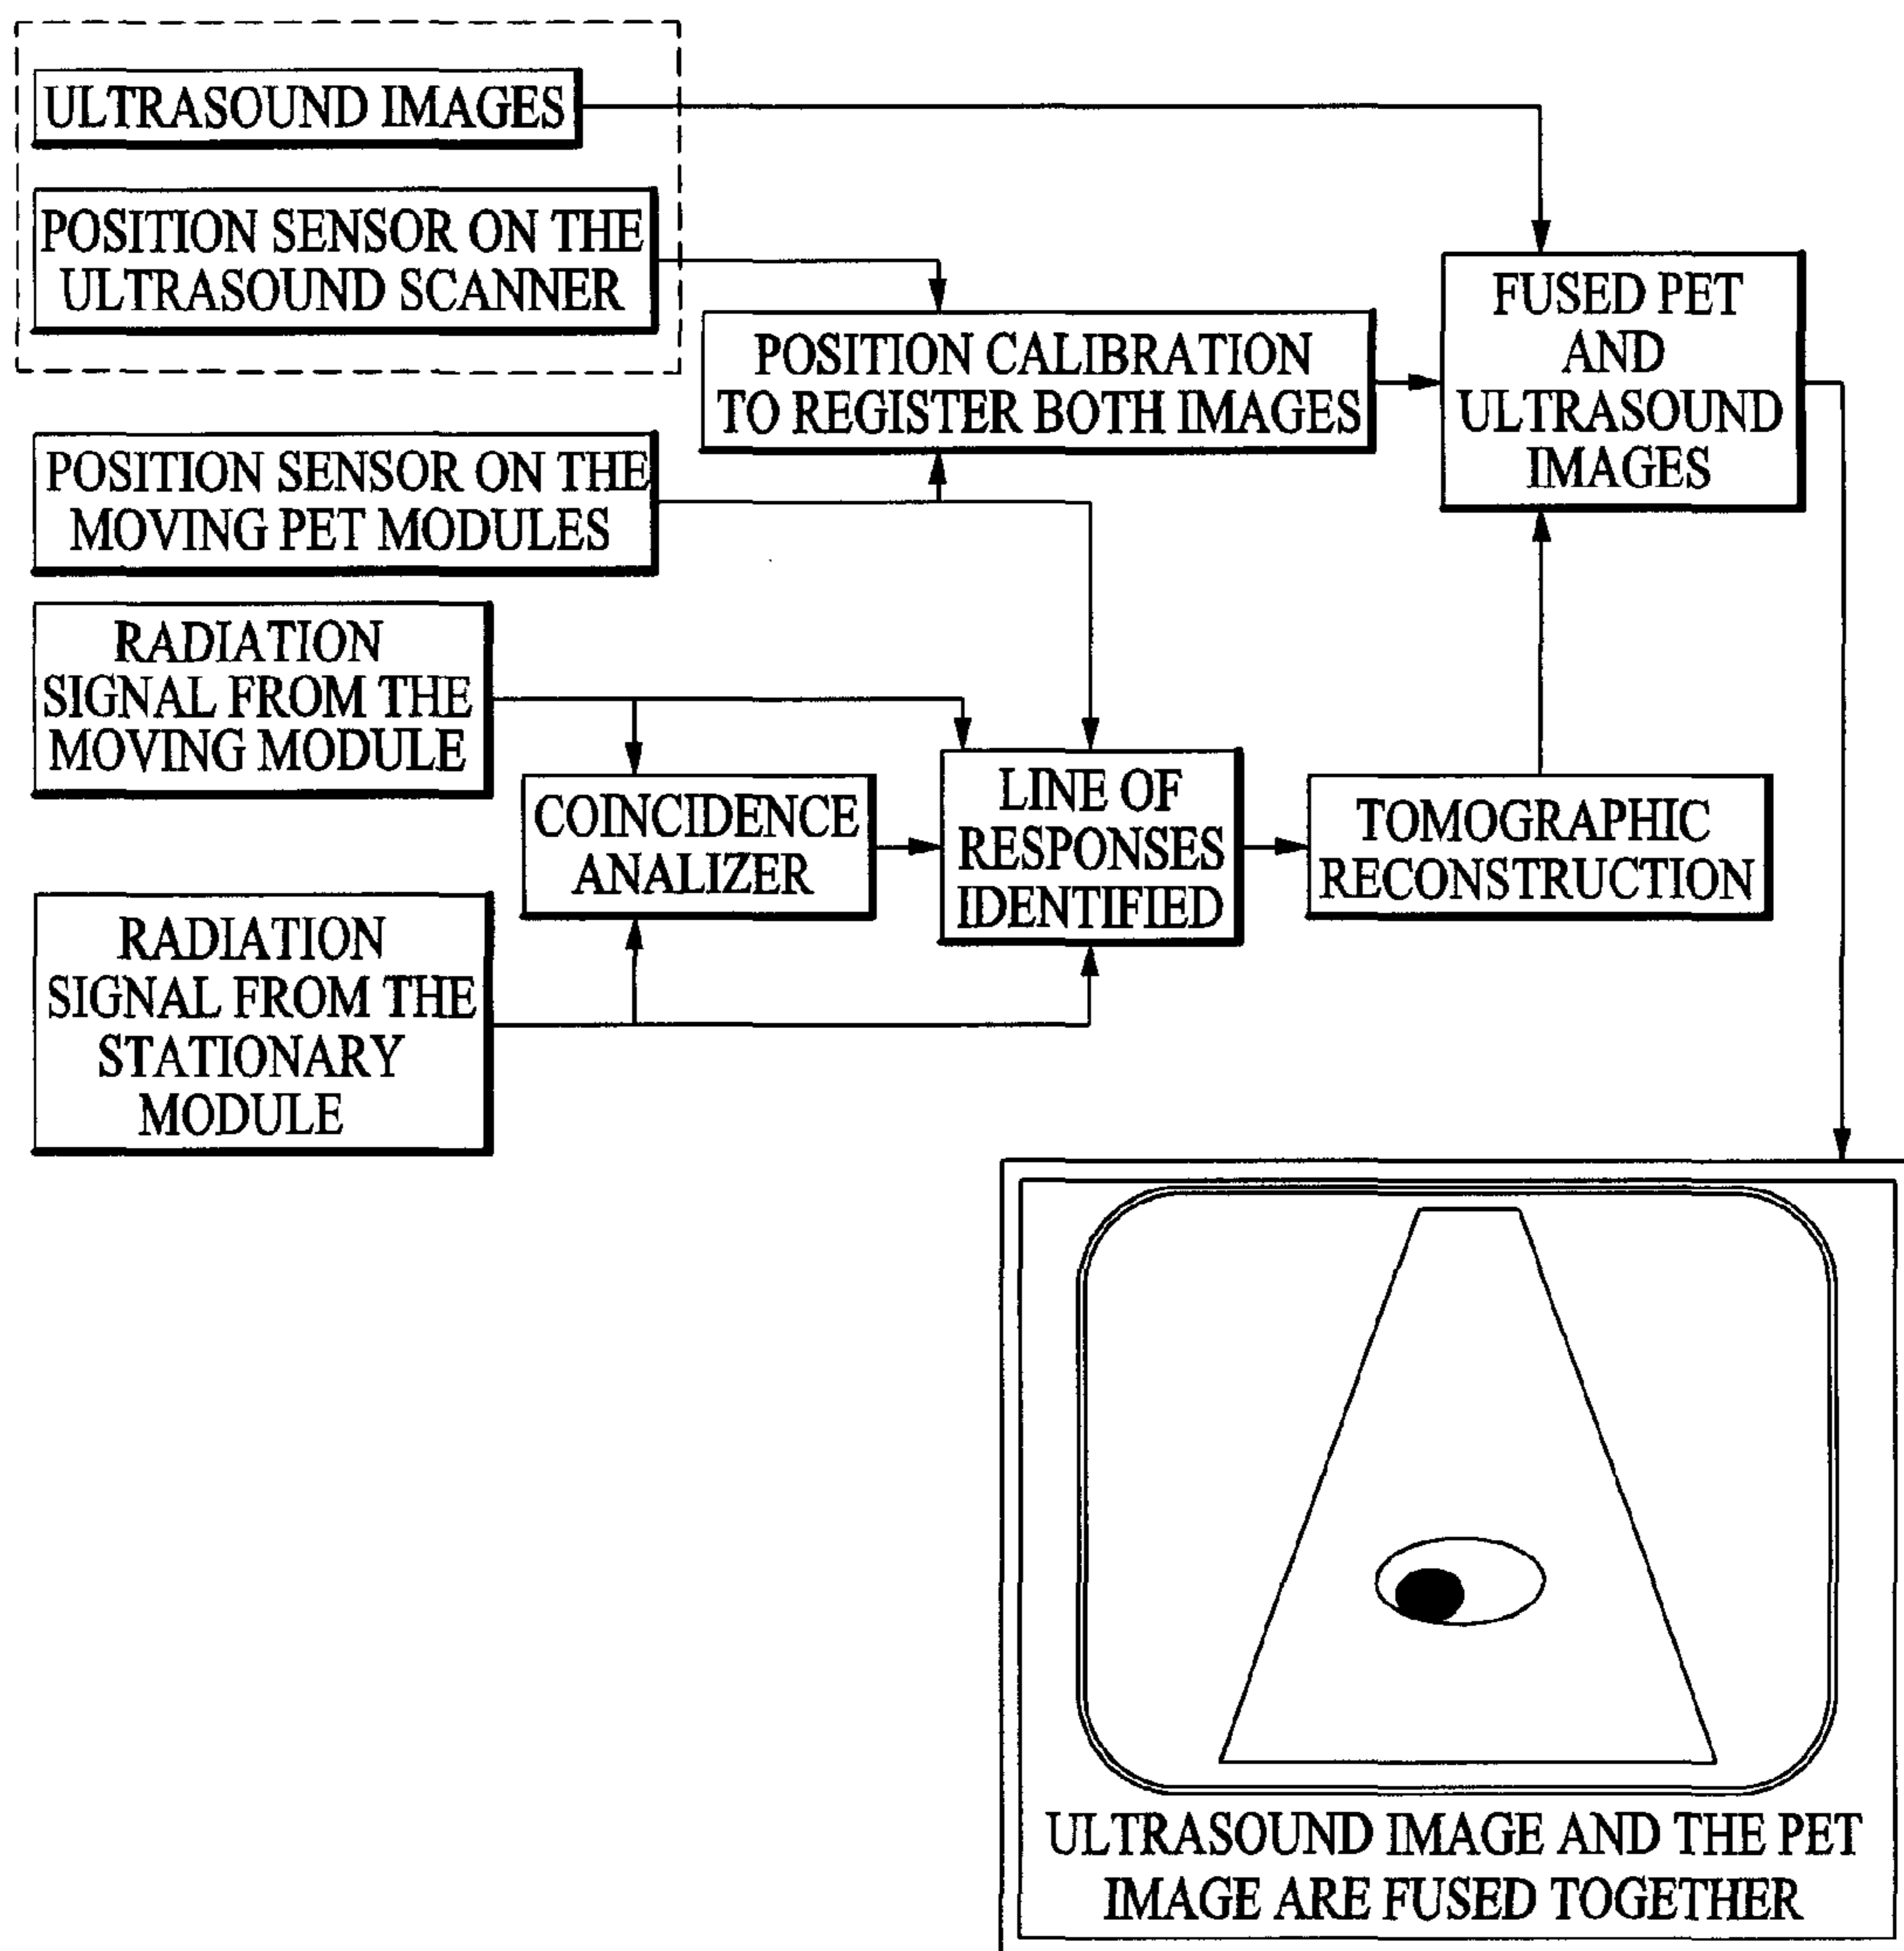 ULTRASOUND IMAGES
POSITION SENSOR ON THE
ULTRASOUND SCANNER
POSITION SENSOR ON THE
MOVING PET MODULES
RADIATION
SIGNAL FROM THE
MOVING MODULE
RADIATION
SIGNAL FROM THE
STATIONARY
MODULE
POSITION CALIBRATION
TO REGISTER BOTH IMAGES
FUSED PET
AND
ULTRASOUND
IMAGES
COINCIDENCE
ANALIZER
LINE OF
RESPONSES
IDENTIFIED
TOMOGRAPHIC
RECONSTRUCTION
ULTRASOUND IMAGE AND THE PET
IMAGE ARE FUSED TOGETHER